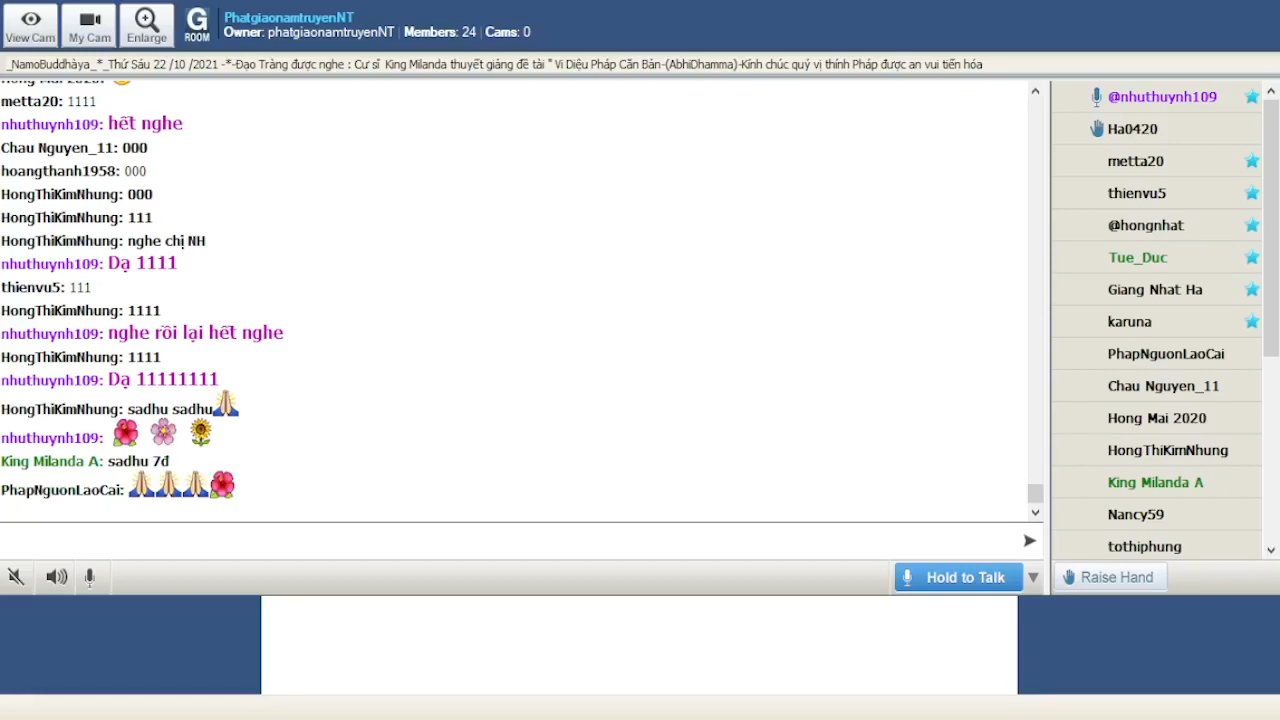 View Cam
My Cam
Enlarge
G
ROOM
PhatgiaonamtruyenNT
Owner: phatgiaonamtruyenNT | Members: 24 | Cams: 0
_NamoBuddhàya_*_Thứ Sáu 22 /10 /2021 -*-Đạo Tràng được nghe : Cư sĩ King Milanda thuyết giảng đề tài " Vi Diệu Pháp Căn Bản-(AbhiDhamma)-Kính chúc quý vị thính Pháp được an vui tiến hóa
metta20: 1111
nhuthuynh109: hết nghe
Chau Nguyen_11: 000
hoangthanh1958: 000
HongThiKimNhung: 000
HongThiKimNhung: 111
HongThiKimNhung: nghe chị NH
nhuthuynh109: Dạ 1111
thienvu5: 111
HongThiKimNhung: 1111
nhuthuynh109: nghe rồi lại hết nghe
HongThiKimNhung: 1111
nhuthuynh109: Dạ 11111111
HongThiKimNhung: sadhu sadhu
nhuthuynh109:
King Milanda A: sadhu 7đ
PhapNguonLaoCai:
@nhuthuynh109
Ha0420
metta20
thienvu5
@hongnhat
Tue_Duc
Giang Nhat Ha
karuna
PhapNguonLaoCai
Chau Nguyen_11
Hong Mai 2020
HongThiKimNhung
King Milanda A
Nancy59
tothiphung
Hold to Talk
Raise Hand